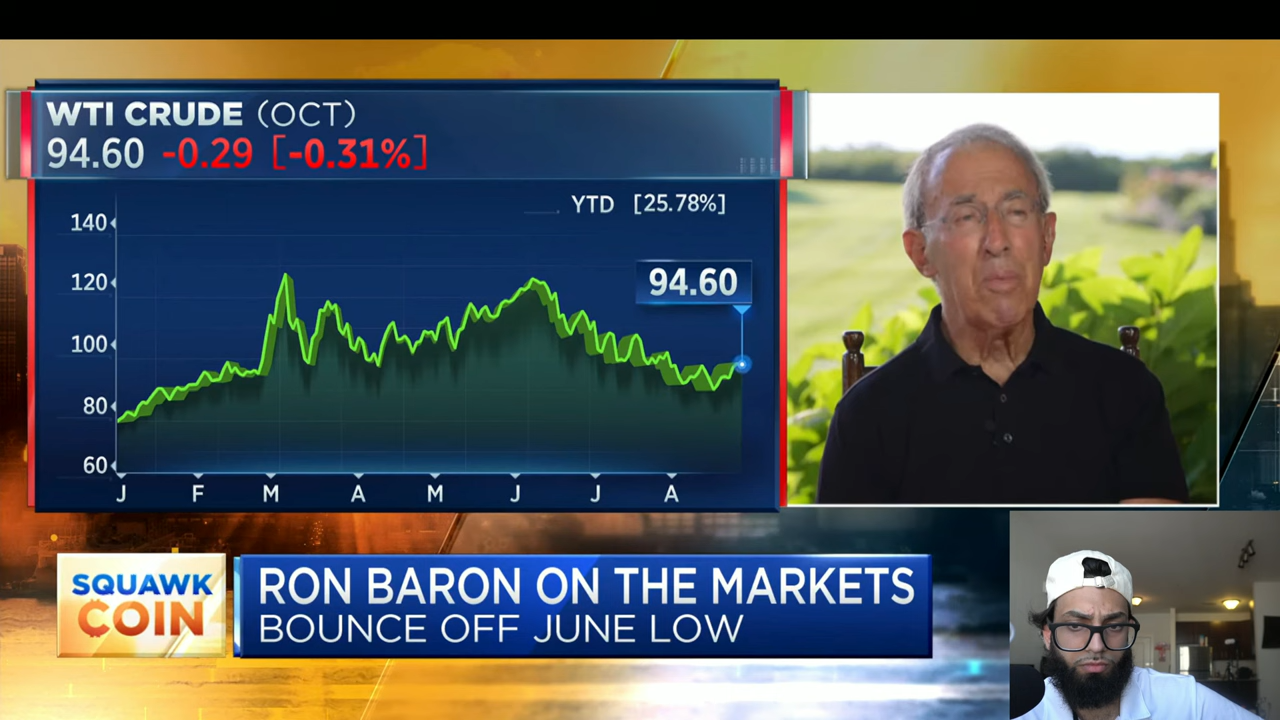 WTI CRUDE (OCT)
94.60 -0.29 [-0.31%]
YTD [25.78%]
140
120
100
80
60
94.60
J F M A M J J A
SQUAWK
COIN
RON BARON ON THE MARKETS
BOUNCE OFF JUNE LOW